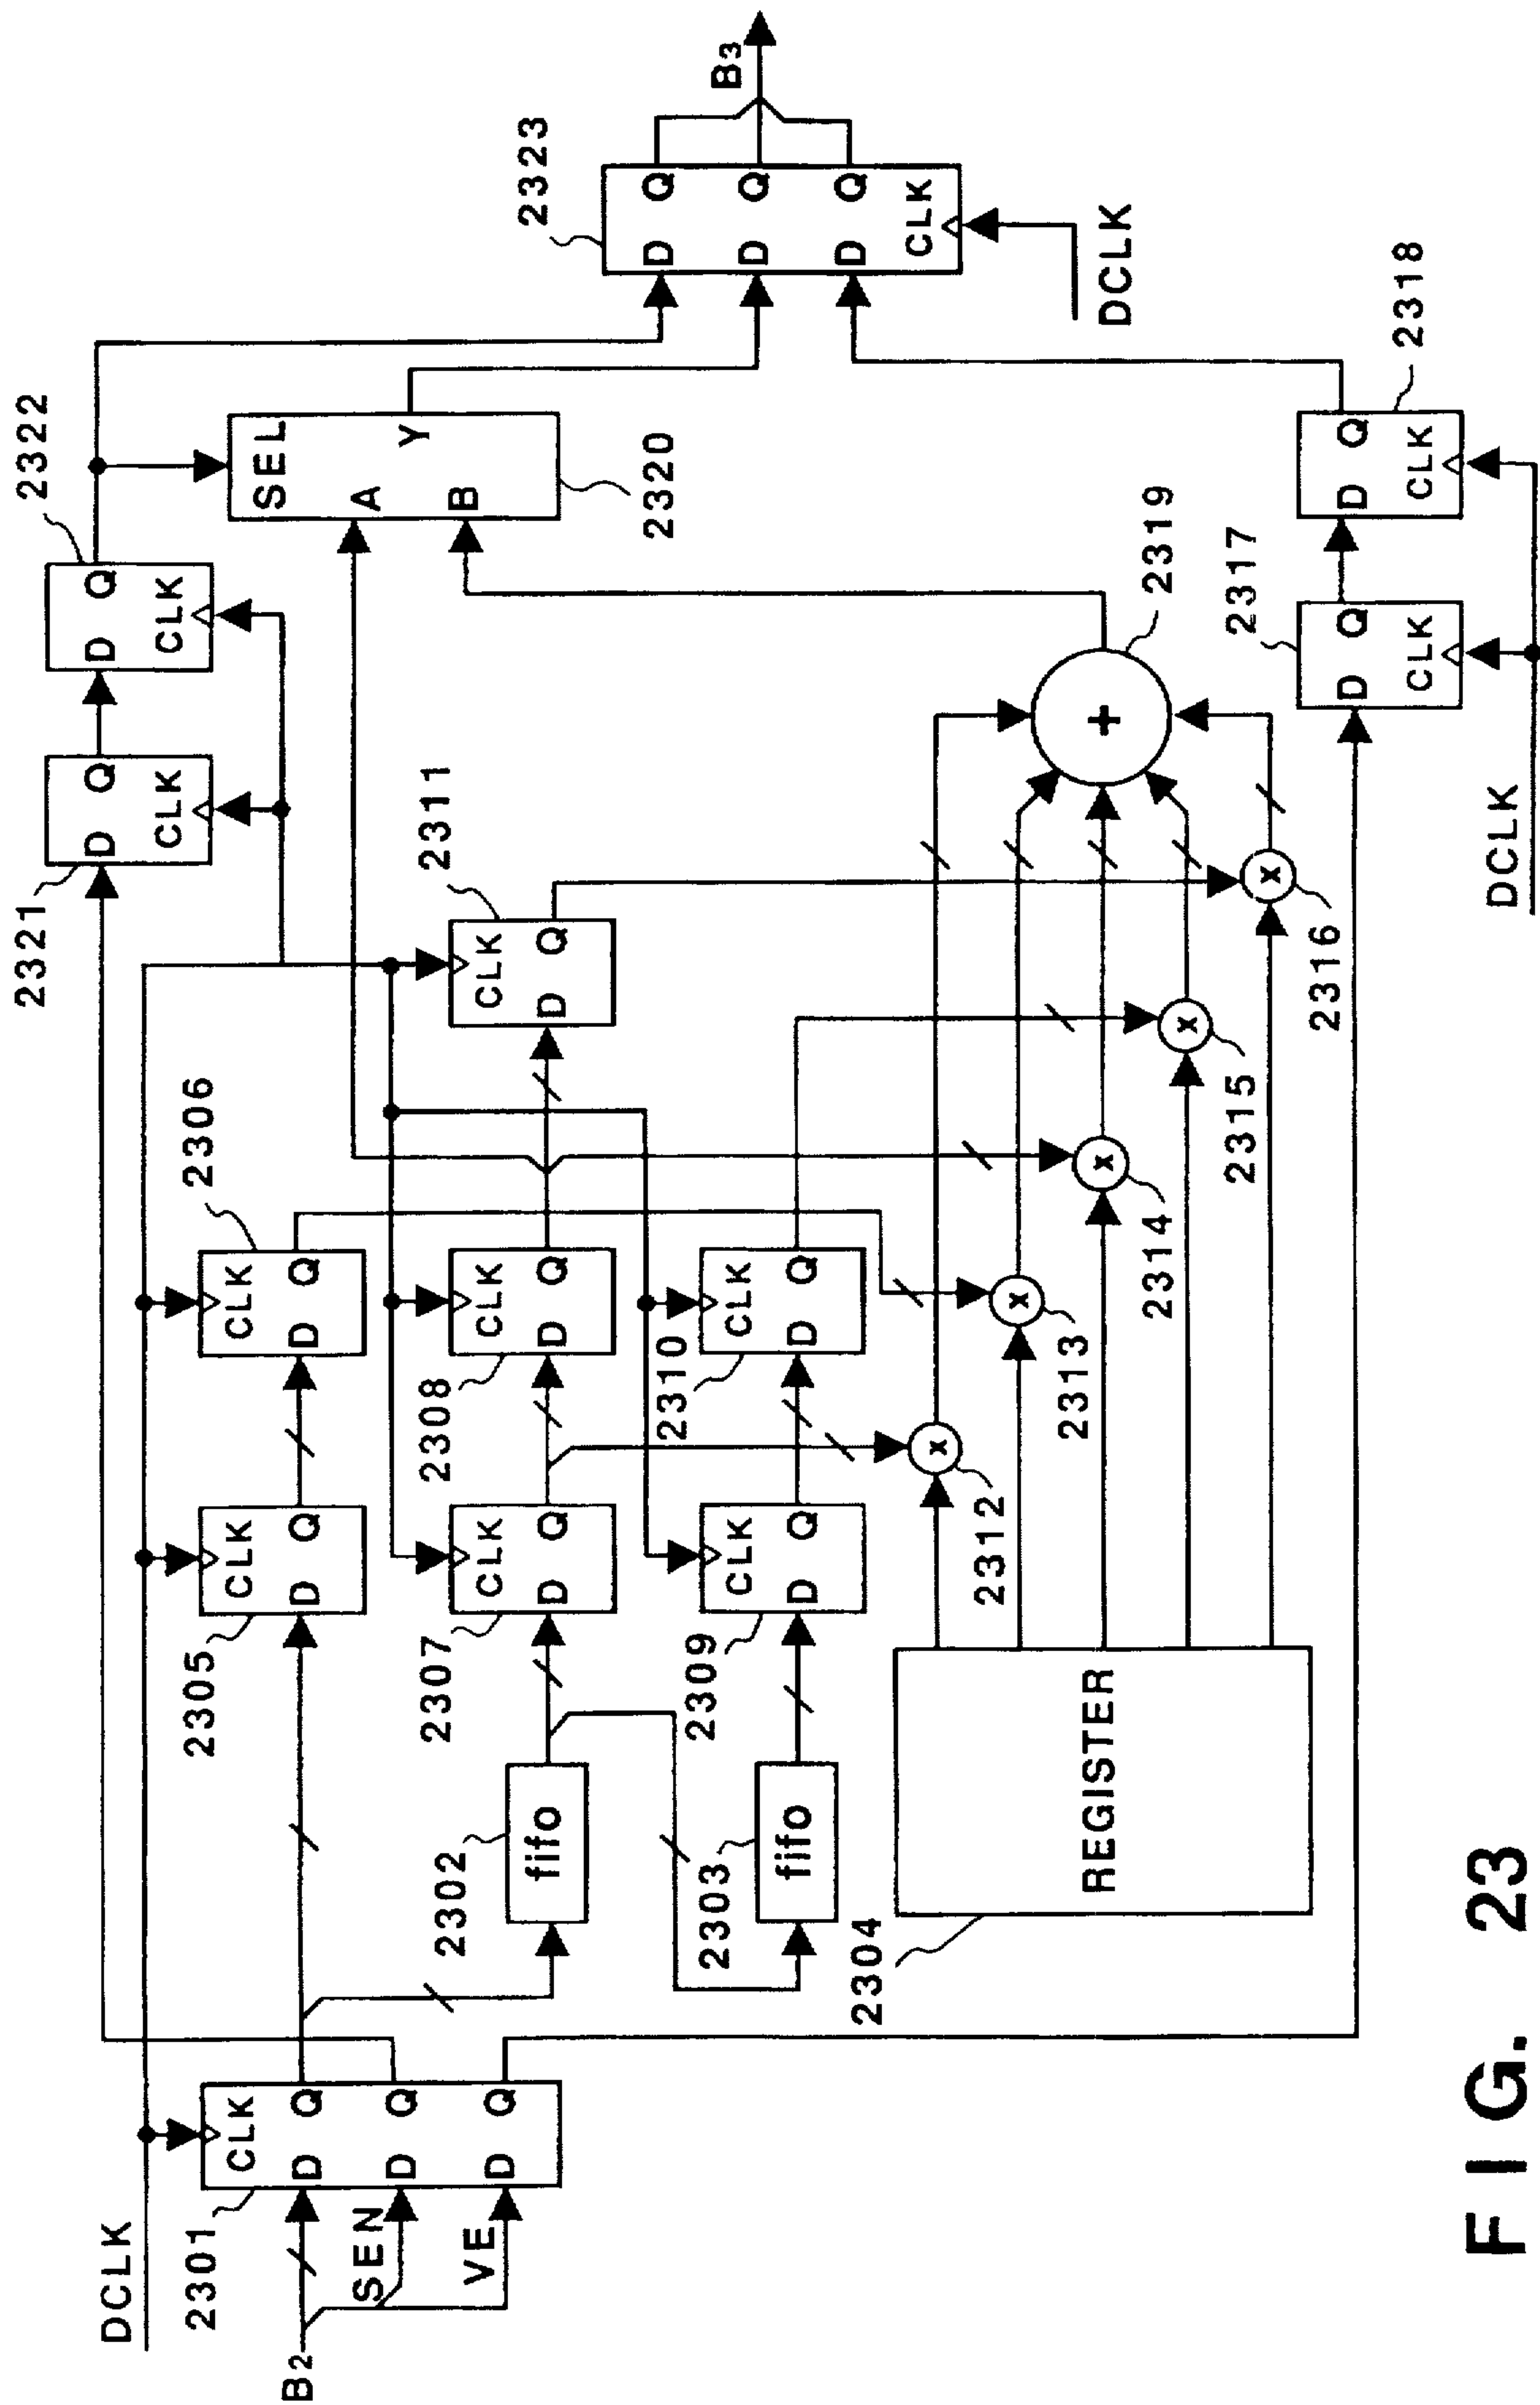 DCLK
B2
SEN
VE
2301
CLK
D Q
D Q
D Q
2302
fifo
2303
fifo
2304
REGISTER
2305
CLK
D Q
2306
CLK
D Q
2307
CLK
D Q
2308
CLK
D Q
2309
CLK
D Q
2310
CLK
D Q
2311
CLK
D Q
2312
x
2313
x
2314
x
2315
x
2316
x
2319
+
2321
D Q
CLK
2322
D Q
CLK
SEL
A
Y
B
2320
2317
D Q
CLK
2318
D Q
CLK
DCLK
2323
D Q
D Q
D Q
CLK
DCLK
B3
FIG. 23